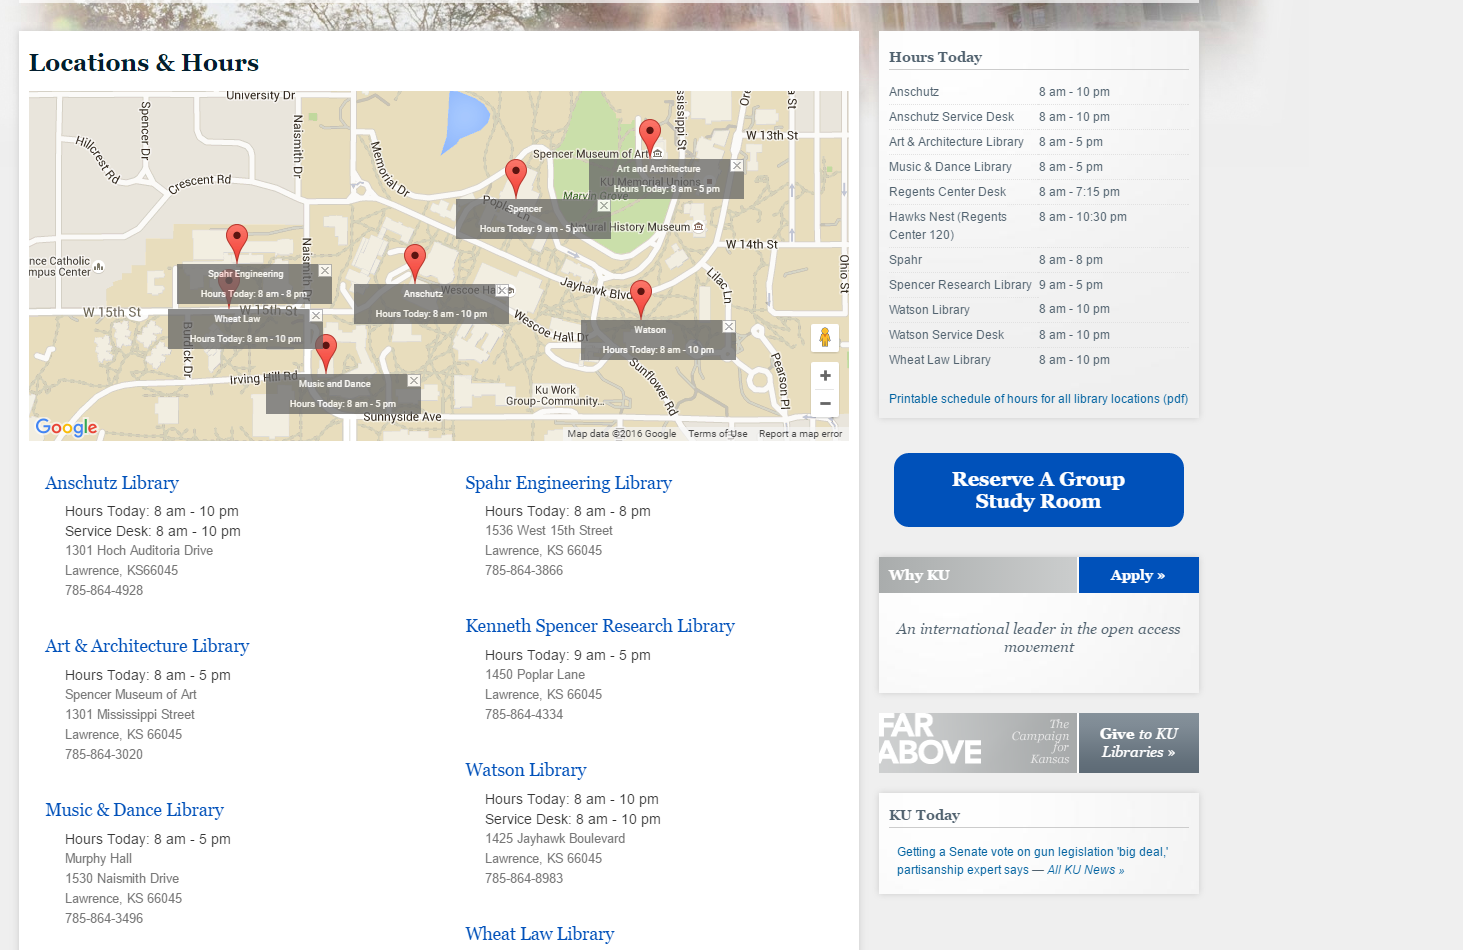 Locations & Hours
University Dr
Spencer Dr
Naismith Dr
Hillcrest Rd
Crescent Rd
Memorial Dr
W 13th St
Spencer Museum of Art
Art and Architecture
Hours Today: 8 am - 5 pm
KU Memorial Unions
Marvin Grove
Spencer
Hours Today: 9 am - 5 pm
Natural History Museum
W 14th St
Ohio St
nce Catholic
mpus Center
Spahr Engineering
Hours Today: 8 am - 8 pm
Anschutz
Hours Today: 8 am - 10 pm
Jayhawk Blvd
Lilac Ln
W 15th St
W 15th St
Wheat Law
Hours Today: 8 am - 10 pm
Wescoe Hall Dr
Watson
Hours Today: 8 am - 10 pm
Irving Hill Rd
Music and Dance
Hours Today: 8 am - 5 pm
Sunflower Rd
Pearson Pl
Ku Work
Group-Community...
Sunnyside Ave
Google
Map data ©2016 Google Terms of Use Report a map error
Anschutz Library
Hours Today: 8 am - 10 pm
Service Desk: 8 am - 10 pm
1301 Hoch Auditoria Drive
Lawrence, KS66045
785-864-4928
Art & Architecture Library
Hours Today: 8 am - 5 pm
Spencer Museum of Art
1301 Mississippi Street
Lawrence, KS 66045
785-864-3020
Music & Dance Library
Hours Today: 8 am - 5 pm
Murphy Hall
1530 Naismith Drive
Lawrence, KS 66045
785-864-3496
Spahr Engineering Library
Hours Today: 8 am - 8 pm
1536 West 15th Street
Lawrence, KS 66045
785-864-3866
Kenneth Spencer Research Library
Hours Today: 9 am - 5 pm
1450 Poplar Lane
Lawrence, KS 66045
785-864-4334
Watson Library
Hours Today: 8 am - 10 pm
Service Desk: 8 am - 10 pm
1425 Jayhawk Boulevard
Lawrence, KS 66045
785-864-8983
Wheat Law Library
Hours Today
Anschutz 8 am - 10 pm
Anschutz Service Desk 8 am - 10 pm
Art & Architecture Library 8 am - 5 pm
Music & Dance Library 8 am - 5 pm
Regents Center Desk 8 am - 7:15 pm
Hawks Nest (Regents 8 am - 10:30 pm
Center 120)
Spahr 8 am - 8 pm
Spencer Research Library 9 am - 5 pm
Watson Library 8 am - 10 pm
Watson Service Desk 8 am - 10 pm
Wheat Law Library 8 am - 10 pm
Printable schedule of hours for all library locations (pdf)
Reserve A Group
Study Room
Why KU Apply »
An international leader in the open access
movement
FAR
ABOVE
The
Campaign
for
Kansas
Give to KU
Libraries »
KU Today
Getting a Senate vote on gun legislation 'big deal,'
partisanship expert says — All KU News »